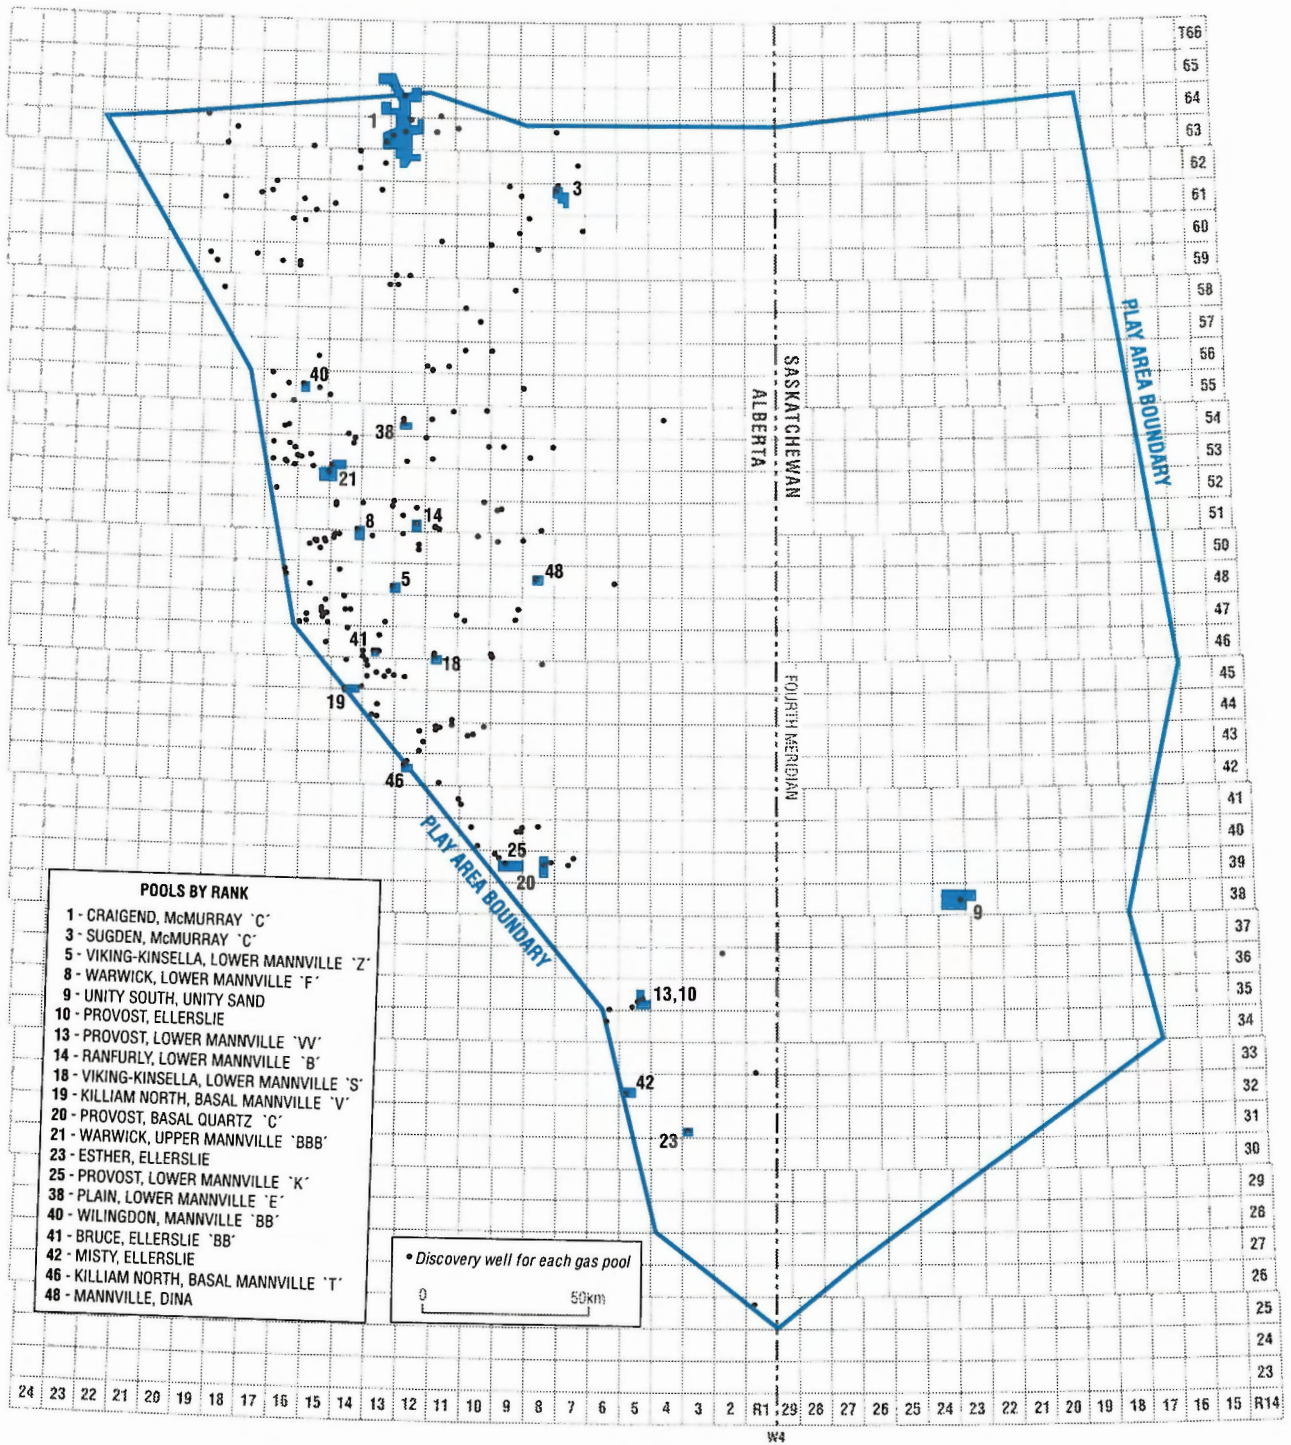 T66
65
64
63
62
61
60
59
58
57
56
55
54
53
52
51
50
48
47
46
45
44
43
42
41
40
39
38
37
36
35
34
33
32
31
30
29
28
27
26
25
24
23
1
3
40
38
21
14
8
5
48
41
18
19
46
25
20
9
13,10
42
23
PLAY AREA BOUNDARY
PLAY AREA BOUNDARY
ALBERTA
SASKATCHEWAN
FOURTH MERIDIAN
POOLS BY RANK
1 - CRAIGEND, McMURRAY `C´
3 - SUGDEN, McMURRAY `C´
5 - VIKING-KINSELLA, LOWER MANNVILLE `Z´
8 - WARWICK, LOWER MANNVILLE `F´
9 - UNITY SOUTH, UNITY SAND
10 - PROVOST, ELLERSLIE
13 - PROVOST, LOWER MANNVILLE `VV´
14 - RANFURLY, LOWER MANNVILLE `B´
18 - VIKING-KINSELLA, LOWER MANNVILLE `S´
19 - KILLIAM NORTH, BASAL MANNVILLE `V´
20 - PROVOST, BASAL QUARTZ `C´
21 - WARWICK, UPPER MANNVILLE `BBB´
23 - ESTHER, ELLERSLIE
25 - PROVOST, LOWER MANNVILLE `K´
38 - PLAIN, LOWER MANNVILLE `E´
40 - WILINGDON, MANNVILLE `BB´
41 - BRUCE, ELLERSLIE `BB´
42 - MISTY, ELLERSLIE
46 - KILLIAM NORTH, BASAL MANNVILLE `T´
48 - MANNVILLE, DINA
• Discovery well for each gas pool
0 50km
24 23 22 21 20 19 18 17 16 15 14 13 12 11 10 9 8 7 6 5 4 3 2 R1 29 28 27 26 25 24 23 22 21 20 19 18 17 16 15 R14
W4